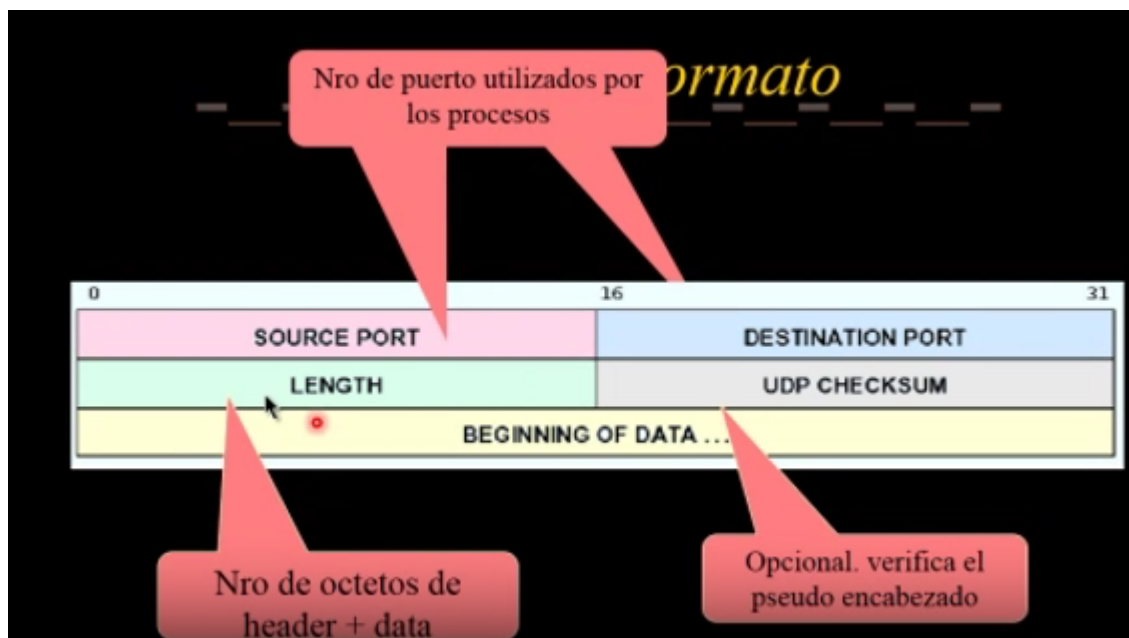 Nro de puerto utilizados por
los procesos
ormato
0 16 31
SOURCE PORT DESTINATION PORT
LENGTH UDP CHECKSUM
BEGINNING OF DATA ...
Nro de octetos de
header + data
Opcional. verifica el
pseudo encabezado